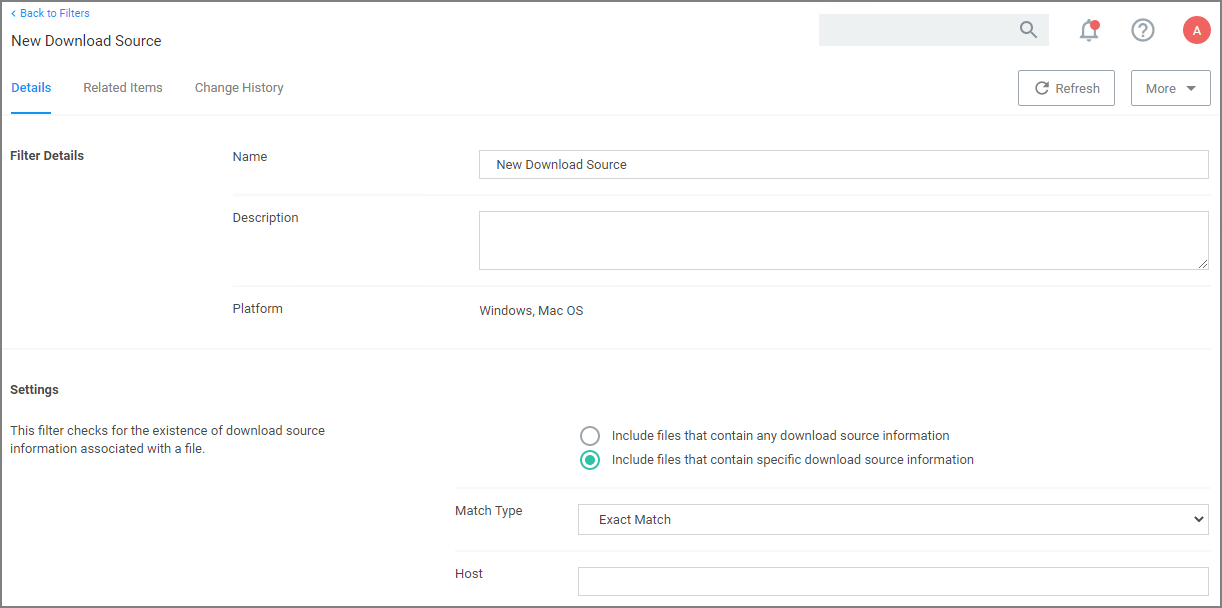 Back to Filters
New Download Source
A
Details
Related Items
Change History
Refresh
More
Filter Details
Name
New Download Source
Description
Platform
Windows, Mac OS
Settings
This filter checks for the existence of download source
information associated with a file.
Include files that contain any download source information
Include files that contain specific download source information
Match Type
Exact Match
Host